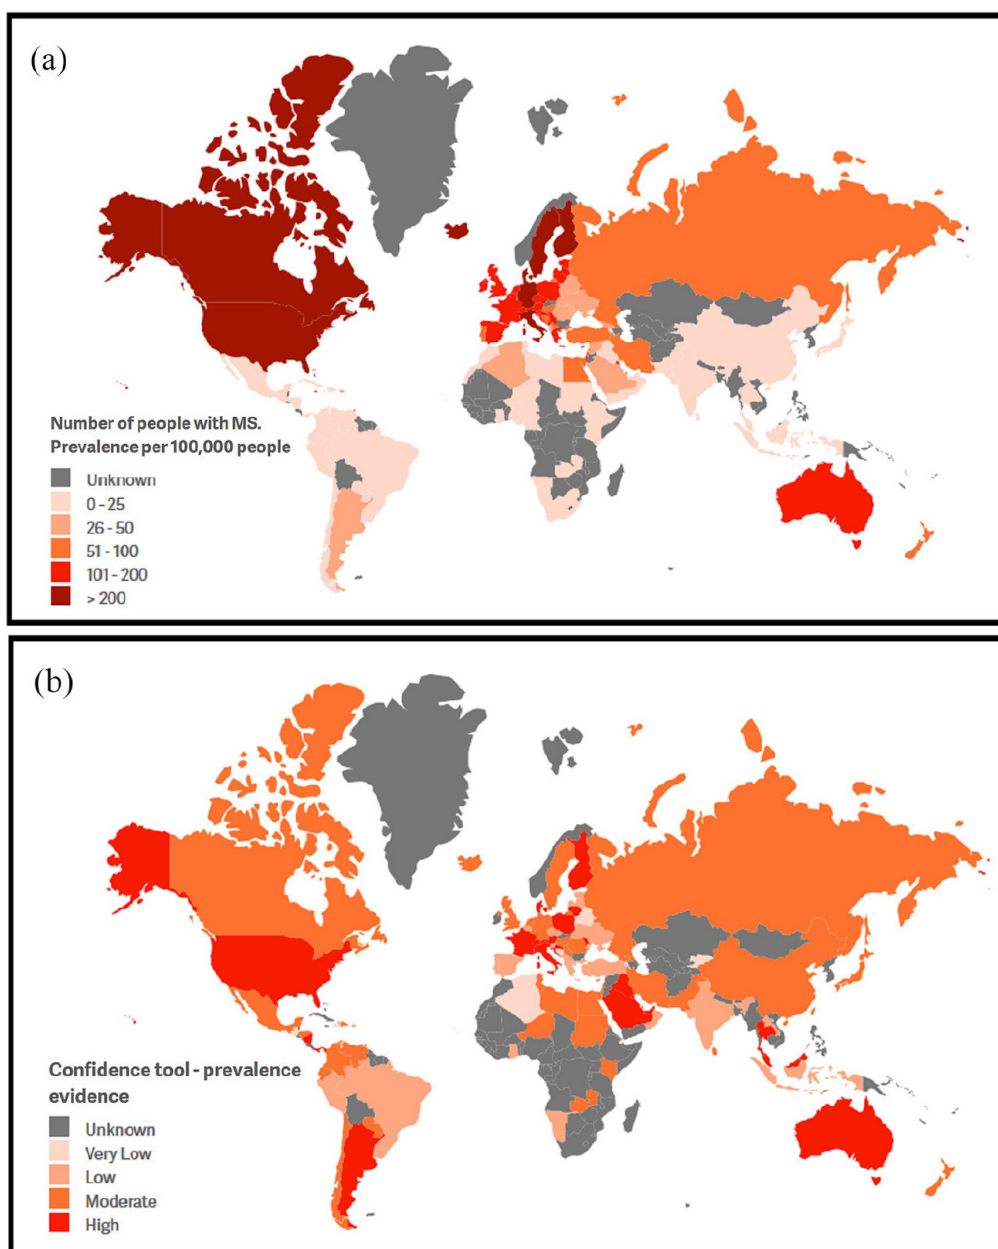 (a)
Number of people with MS.
Prevalence per 100,000 people
Unknown
0 - 25
26 - 50
51 - 100
101 - 200
> 200
(b)
Confidence tool - prevalence
evidence
Unknown
Very Low
Low
Moderate
High